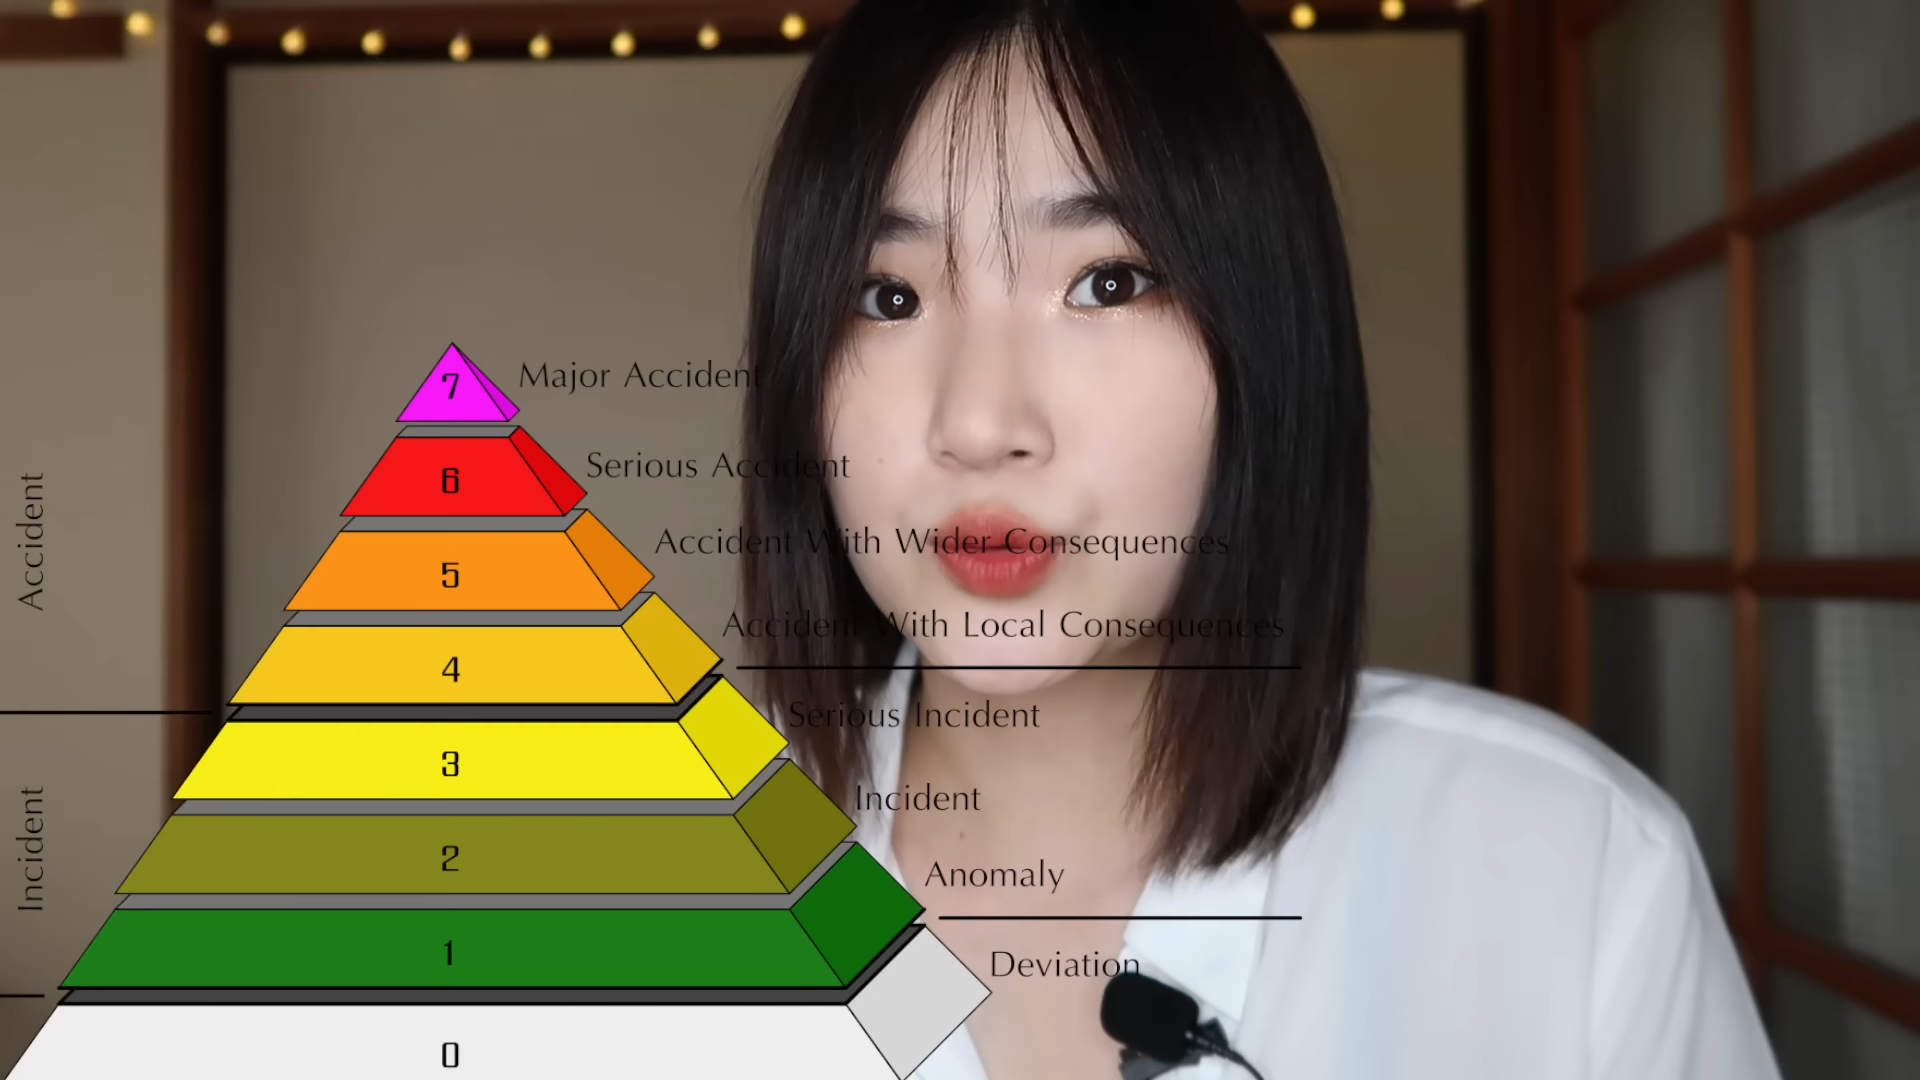 7 Major Accident
6 Serious Accident
5 Accident With Wider Consequences
4 Accident With Local Consequences
3 Serious Incident
2 Incident
1 Anomaly
0 Deviation
Accident
Incident